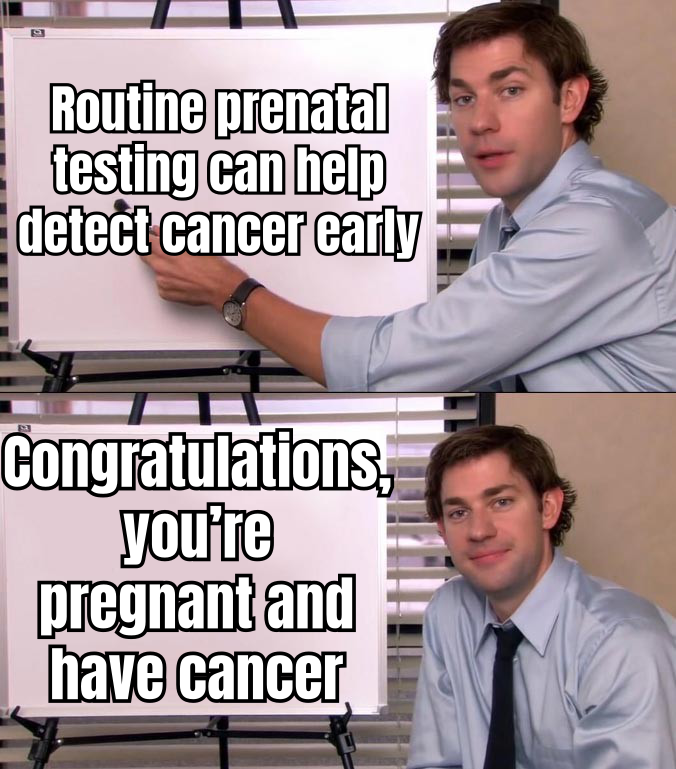 Routine prenatal
testing can help
detect cancer early
Congratulations,
you’re
pregnant and
have cancer